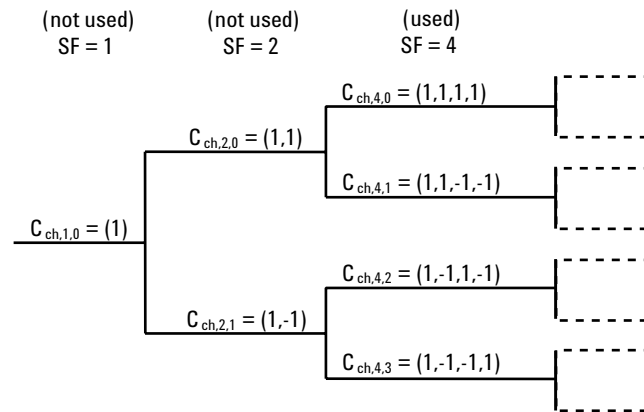 (not used) (not used) (used)
SF = 1 SF = 2 SF = 4
C ch,4,0 = (1,1,1,1)
C ch,2,0 = (1,1)
C ch,4,1 = (1,1,-1,-1)
C ch,1,0 = (1)
C ch,4,2 = (1,-1,1,-1)
C ch,2,1 = (1,-1)
C ch,4,3 = (1,-1,-1,1)